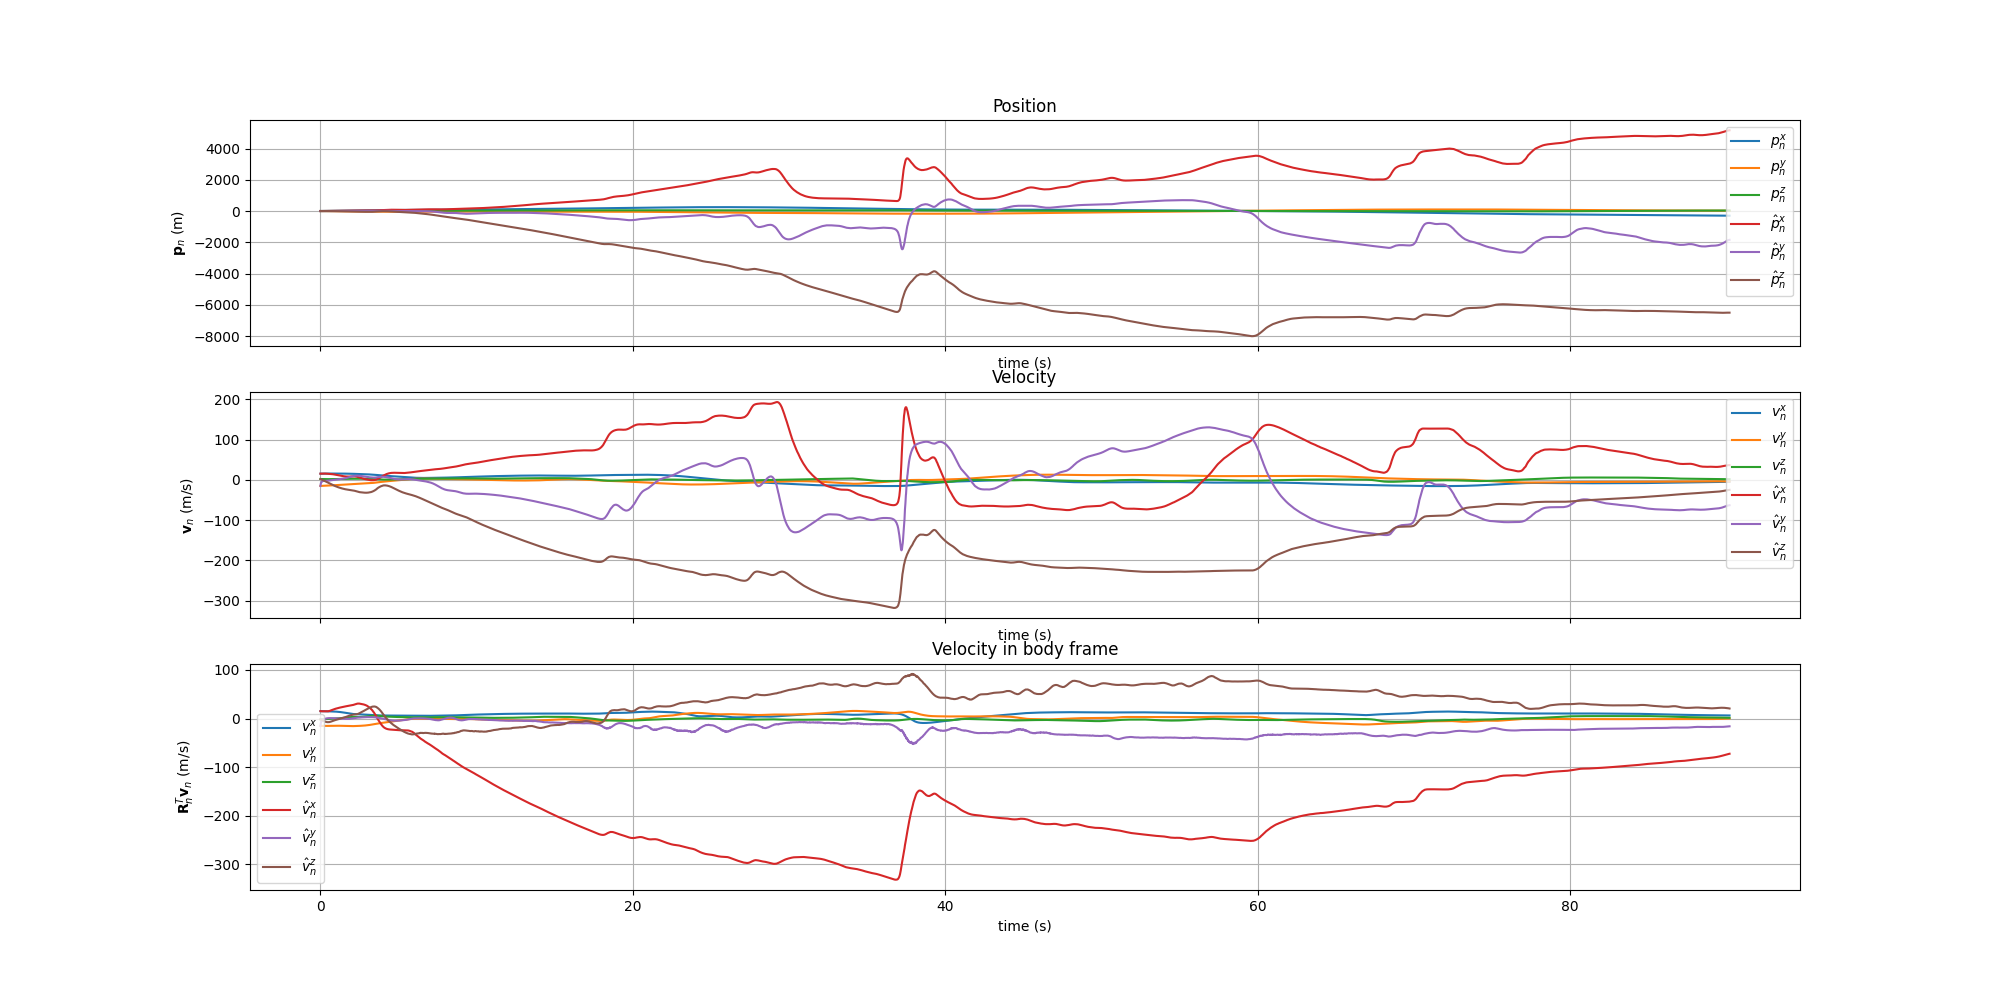 Position
4000
2000
0
−2000
−4000
−6000
−8000
p_n (m)
p_n^x
p_n^y
p_n^z
p̂_n^x
p̂_n^y
p̂_n^z
time (s)
Velocity
200
100
0
−100
−200
−300
v_n (m/s)
v_n^x
v_n^y
v_n^z
v̂_n^x
v̂_n^y
v̂_n^z
time (s)
Velocity in body frame
100
0
−100
−200
−300
R_n^T v_n (m/s)
v_n^x
v_n^y
v_n^z
v̂_n^x
v̂_n^y
v̂_n^z
0 20 40 60 80
time (s)